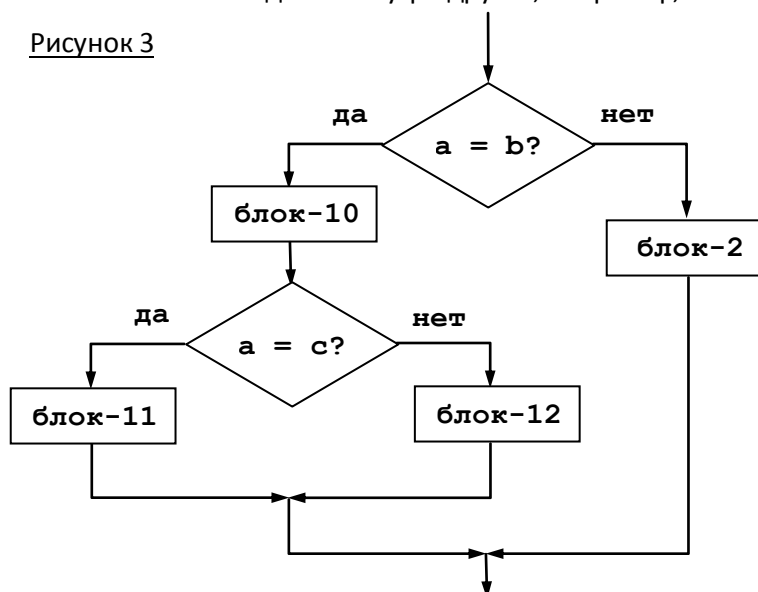 Рисунок 3
да
нет
a = b?
блок-10
блок-2
да
нет
a = c?
блок-11
блок-12